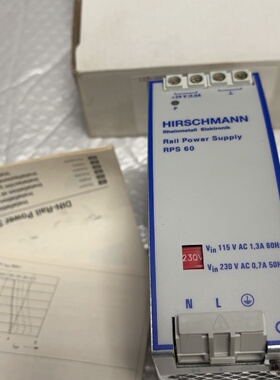 HIRSCHMANN
Rheinmetall Elektronik
Rail Power Supply
RPS 60
Vin 115 V AC 1,3A 60H
230V
Vin 230 V AC 0,7A 50H
N L
DIN-Rail Power S